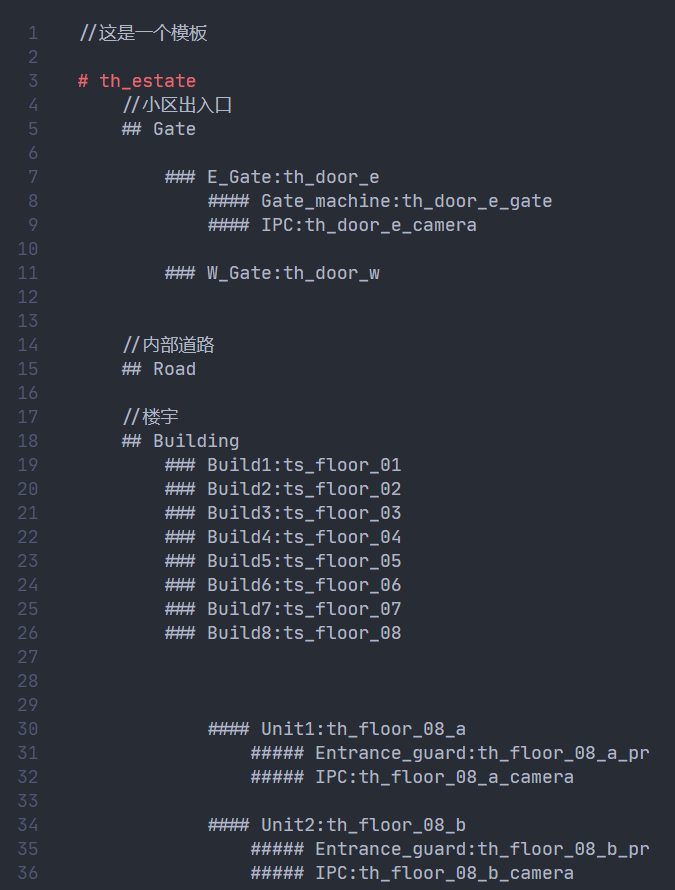 1 //这是一个模板
2
3 # th_estate
4 //小区出入口
5 ## Gate
6
7 ### E_Gate:th_door_e
8 #### Gate_machine:th_door_e_gate
9 #### IPC:th_door_e_camera
10
11 ### W_Gate:th_door_w
12
13
14 //内部道路
15 ## Road
16
17 //楼宇
18 ## Building
19 ### Build1:ts_floor_01
20 ### Build2:ts_floor_02
21 ### Build3:ts_floor_03
22 ### Build4:ts_floor_04
23 ### Build5:ts_floor_05
24 ### Build6:ts_floor_06
25 ### Build7:ts_floor_07
26 ### Build8:ts_floor_08
27
28
29
30 #### Unit1:th_floor_08_a
31 ##### Entrance_guard:th_floor_08_a_pr
32 ##### IPC:th_floor_08_a_camera
33
34 #### Unit2:th_floor_08_b
35 ##### Entrance_guard:th_floor_08_b_pr
36 ##### IPC:th_floor_08_b_camera